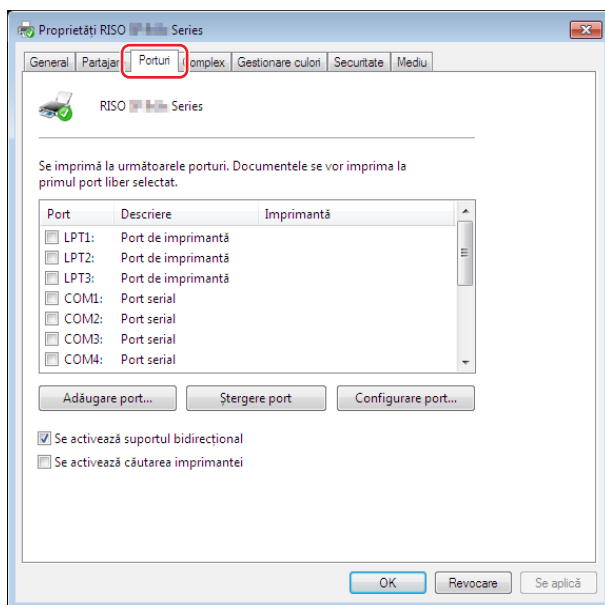 Proprietăți RISO Series
General Partajar Porturi omplex Gestionare culori Securitate Mediu
RISO Series
Se imprimă la următoarele porturi. Documentele se vor imprima la
primul port liber selectat.
Port Descriere Imprimantă
LPT1: Port de imprimantă
LPT2: Port de imprimantă
LPT3: Port de imprimantă
COM1: Port serial
COM2: Port serial
COM3: Port serial
COM4: Port serial
Adăugare port... Ștergere port Configurare port...
Se activează suportul bidirecțional
Se activează căutarea imprimantei
OK Revocare Se aplică